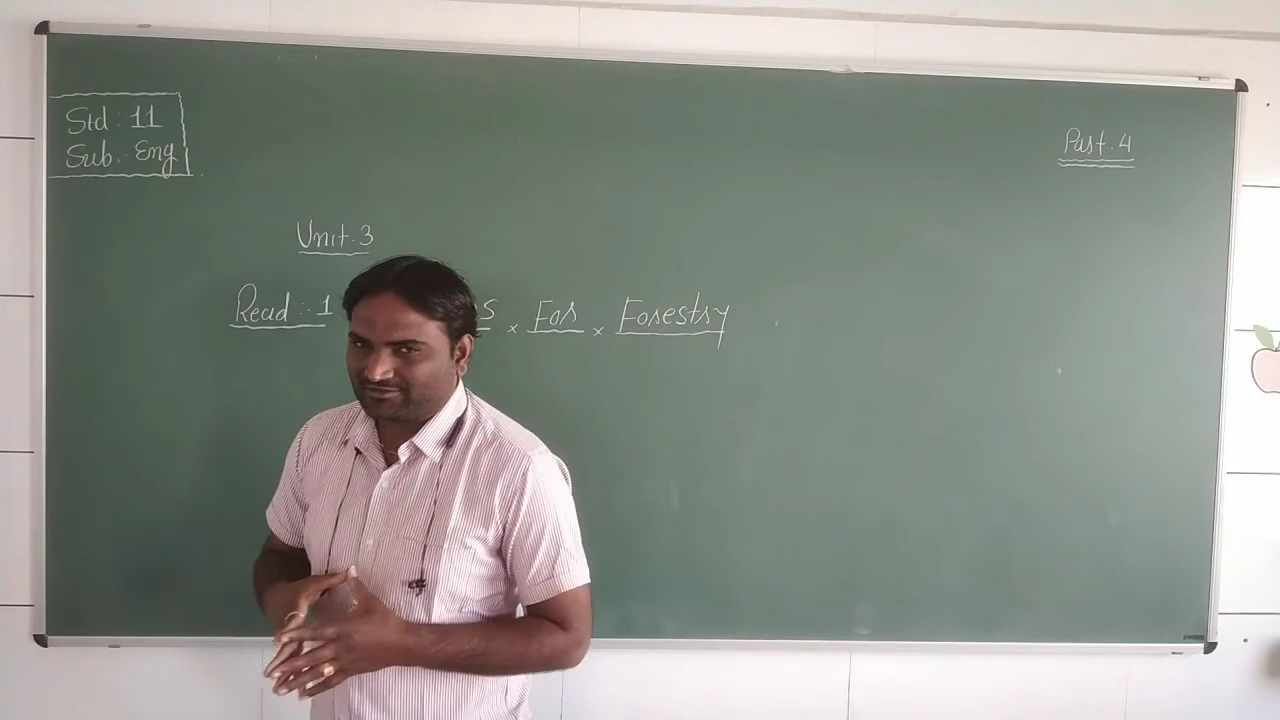 Std : 11
Sub. : Eng
Part. 4
Unit. 3
Read :- 1
For × Forestry